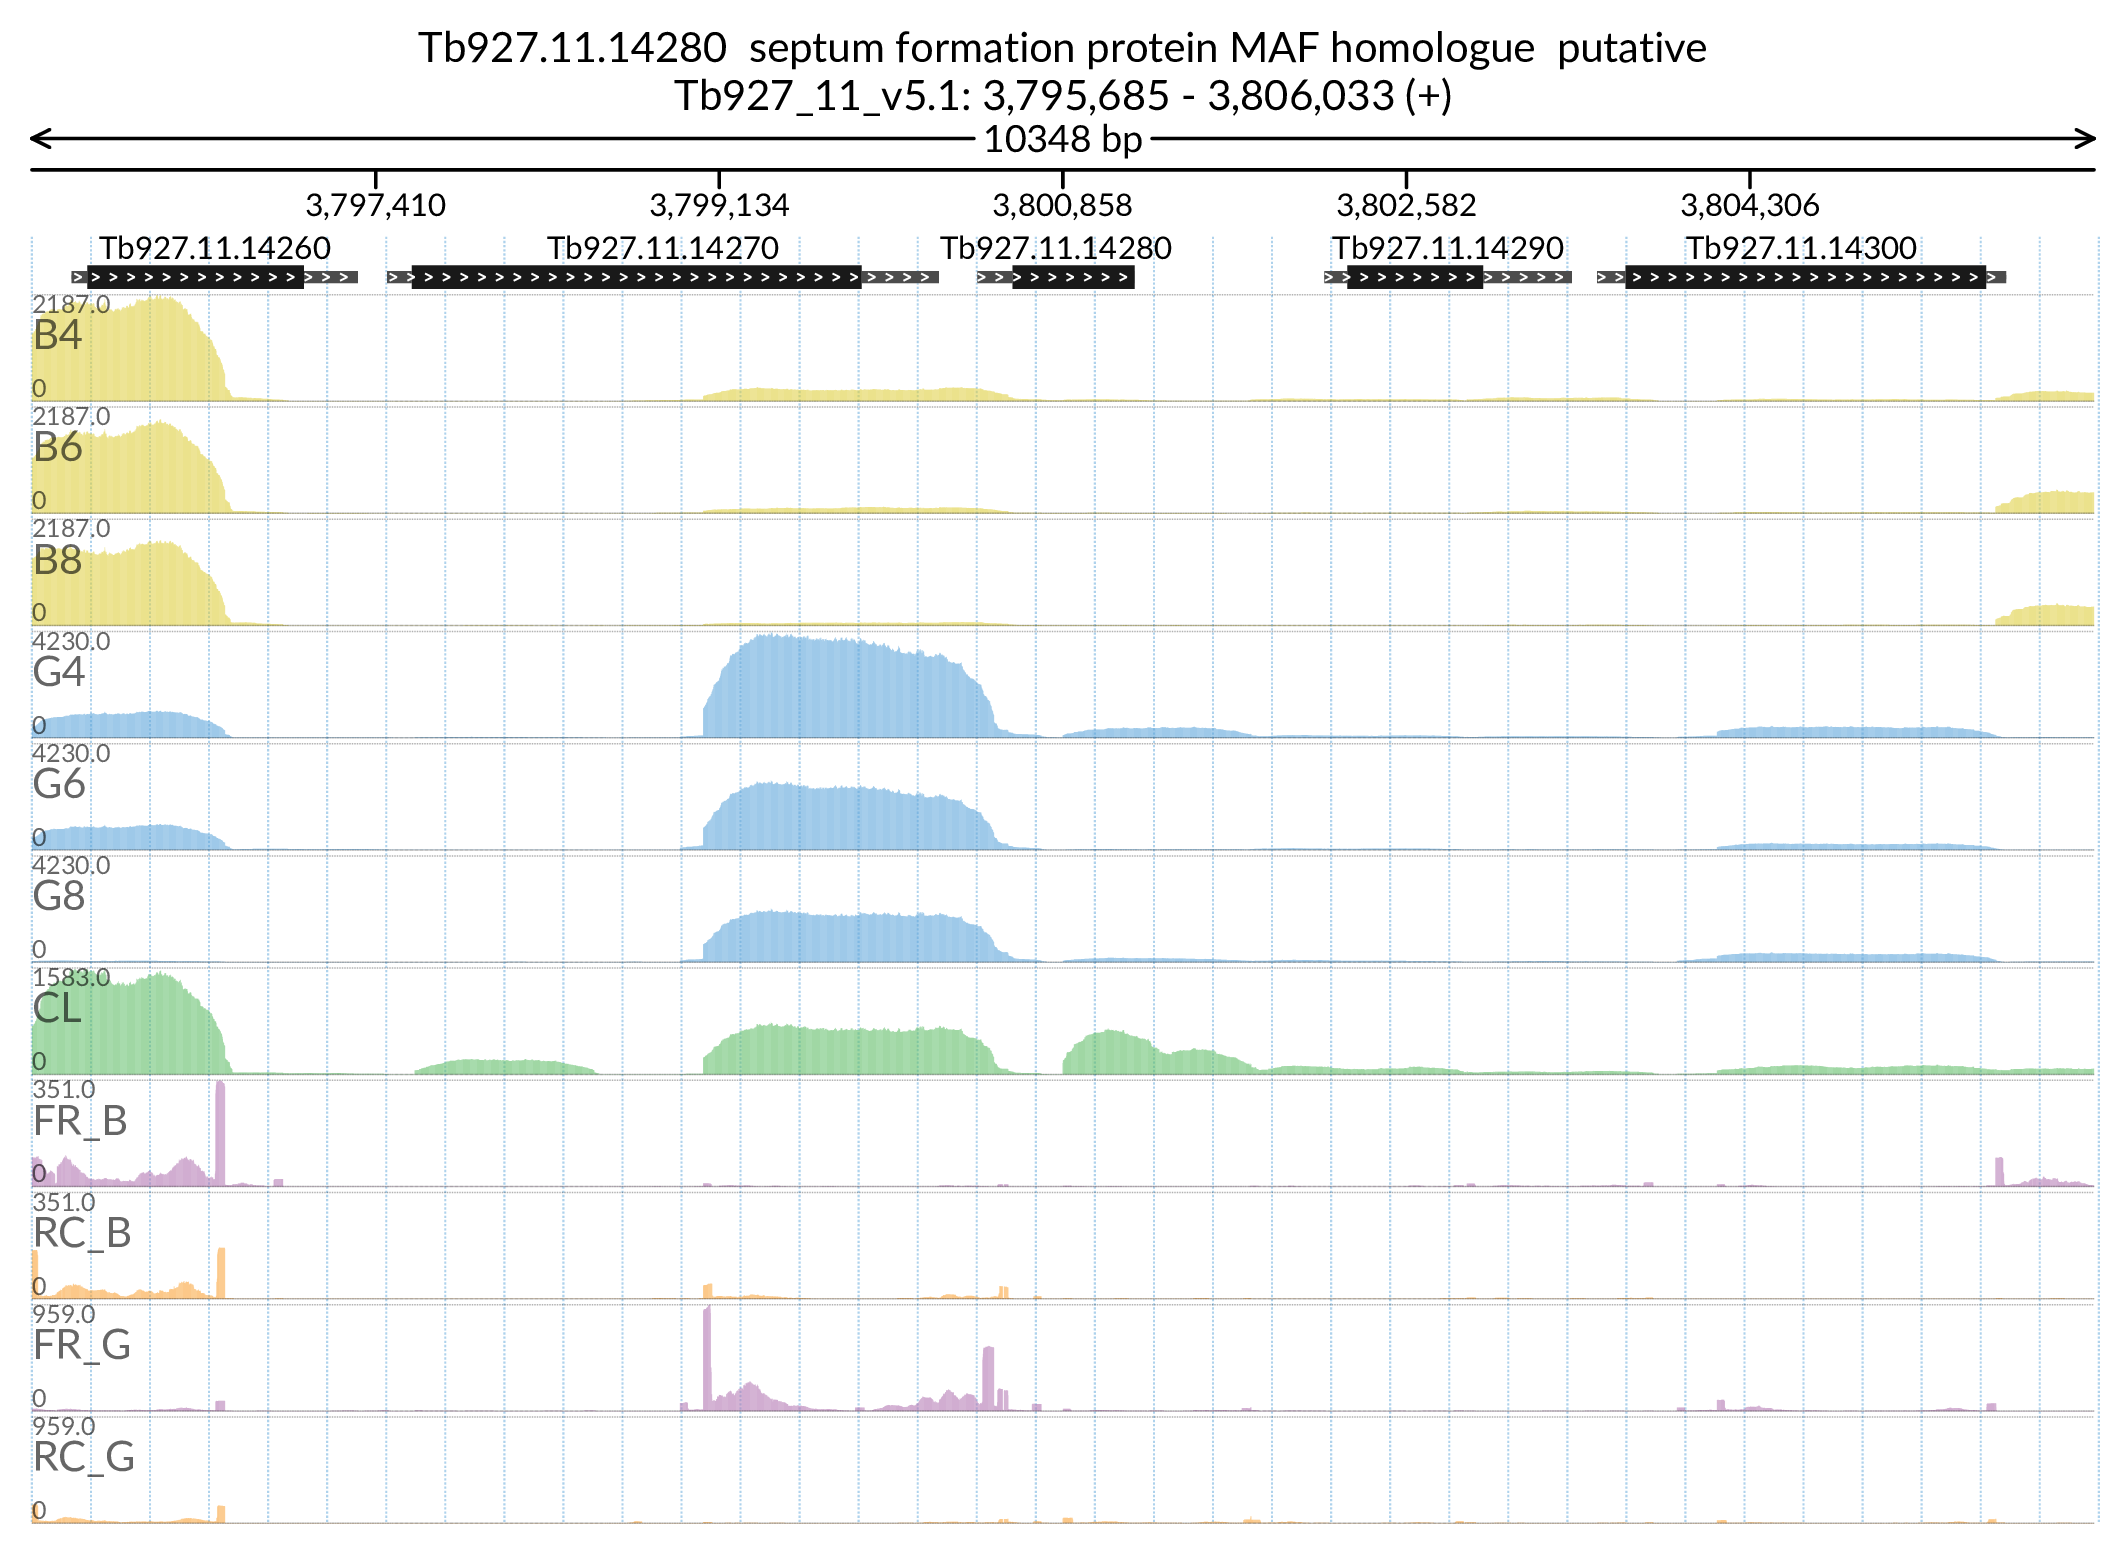 Tb927.11.14280  septum formation protein MAF homologue  putative
Tb927_11_v5.1: 3,795,685 - 3,806,033 (+)
10348 bp
3,797,410 3,799,134 3,800,858 3,802,582 3,804,306
Tb927.11.14260 Tb927.11.14270 Tb927.11.14280 Tb927.11.14290 Tb927.11.14300
2187.0
B4
0
2187.0
B6
0
2187.0
B8
0
4230.0
G4
0
4230.0
G6
0
4230.0
G8
0
1583.0
CL
0
351.0
FR_B
0
351.0
RC_B
0
959.0
FR_G
0
959.0
RC_G
0